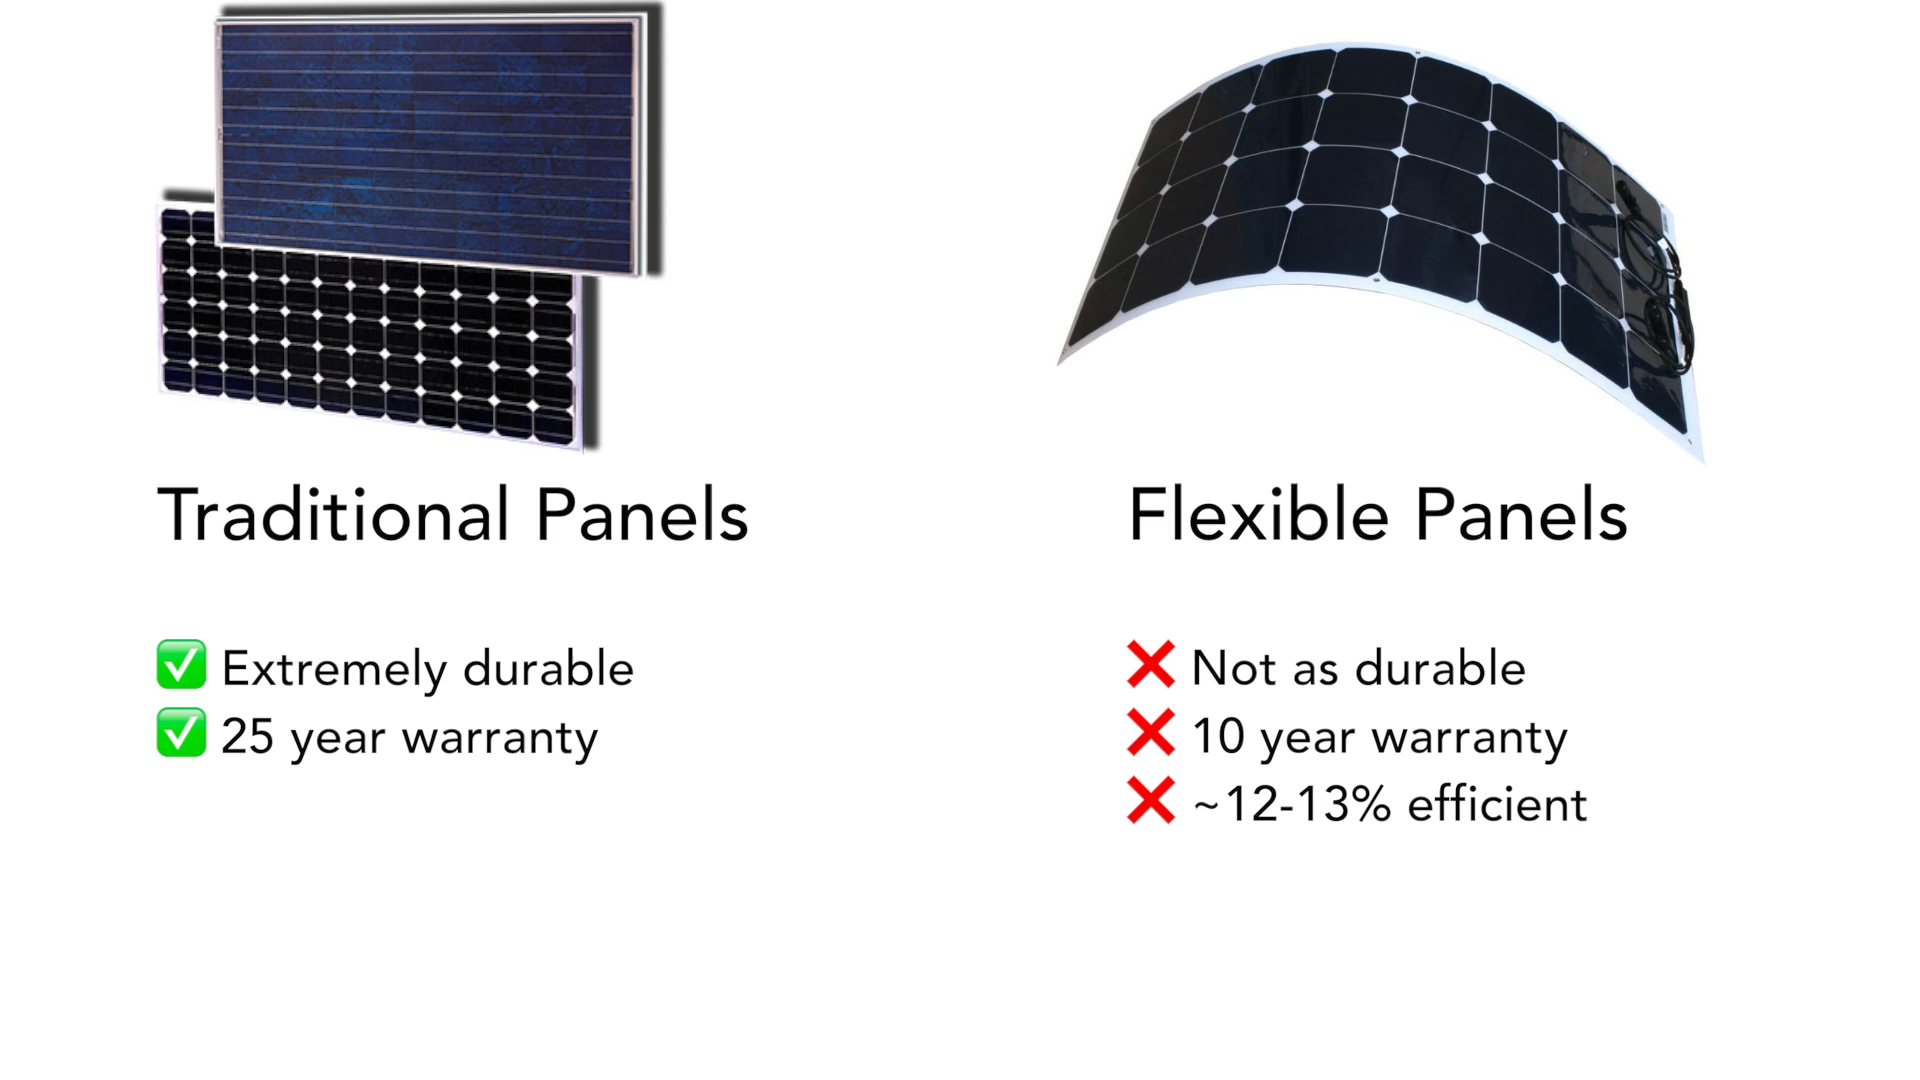 Traditional Panels
✅ Extremely durable
✅ 25 year warranty
Flexible Panels
❌ Not as durable
❌ 10 year warranty
❌ ~12-13% efficient